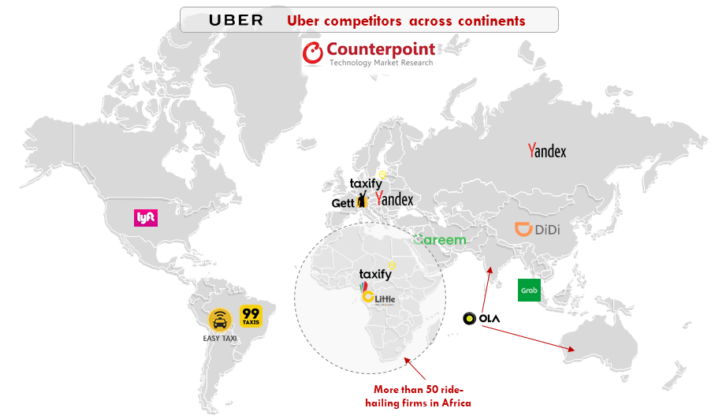 UBER Uber competitors across continents
Counterpoint
Technology Market Research
Yandex
taxify
Gett Yandex
lyft
DiDi
Careem
taxify
Little
Grab
99
TAXIS
OLA
EASY TAXI
More than 50 ride-
hailing firms in Africa